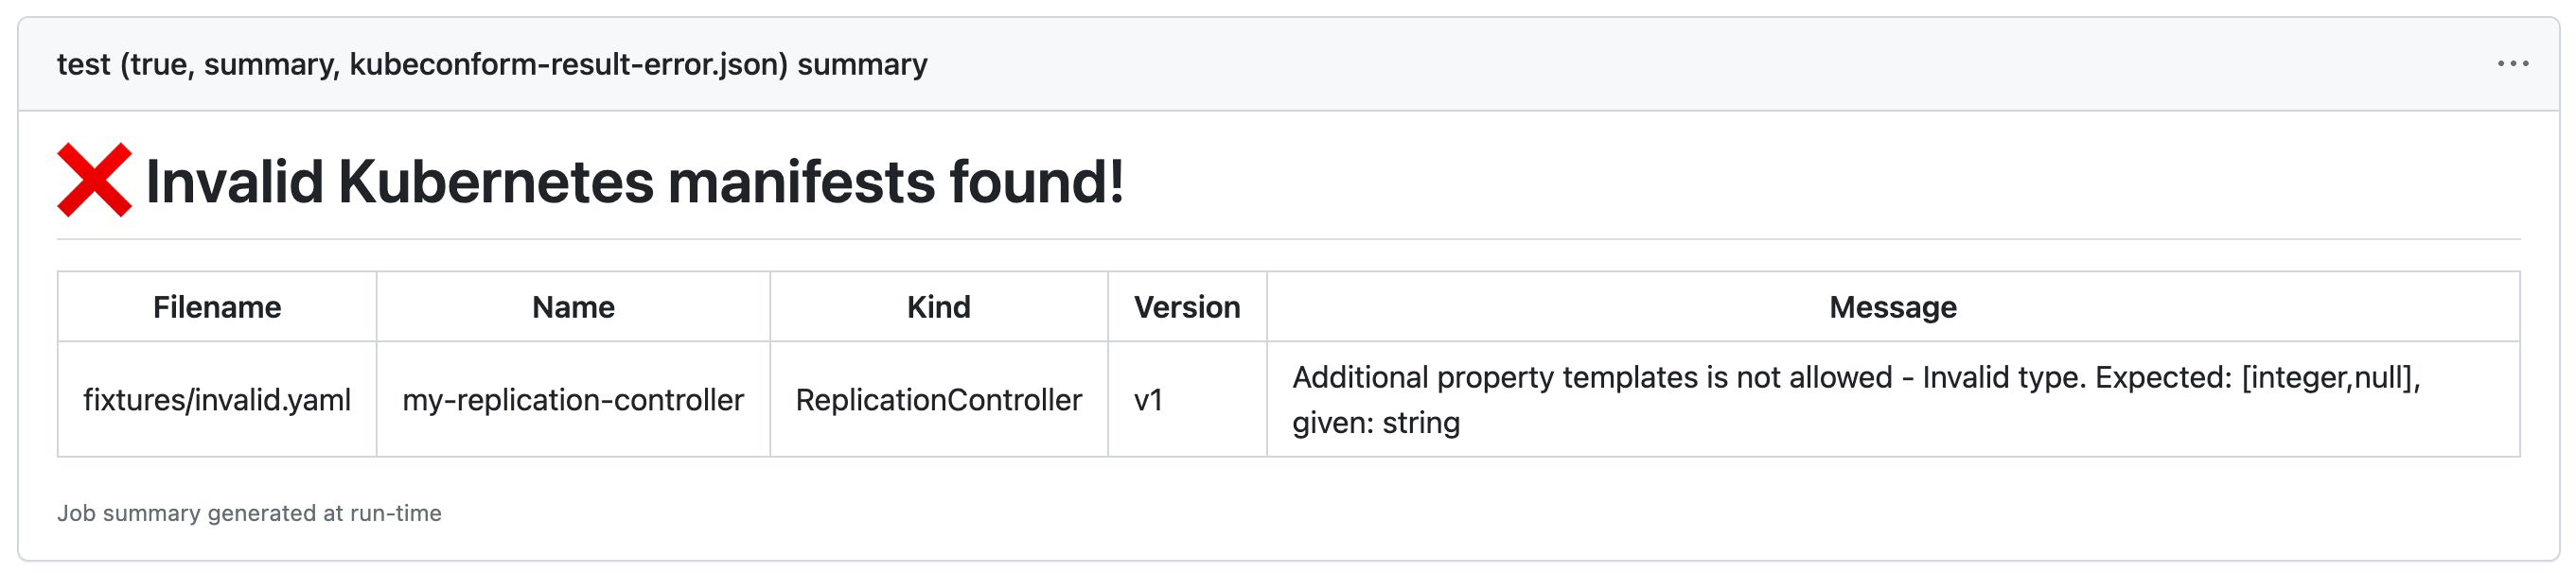 test (true, summary, kubeconform-result-error.json) summary
❌ Invalid Kubernetes manifests found!
Filename Name Kind Version Message
fixtures/invalid.yaml my-replication-controller ReplicationController v1 Additional property templates is not allowed - Invalid type. Expected: [integer,null],
given: string
Job summary generated at run-time